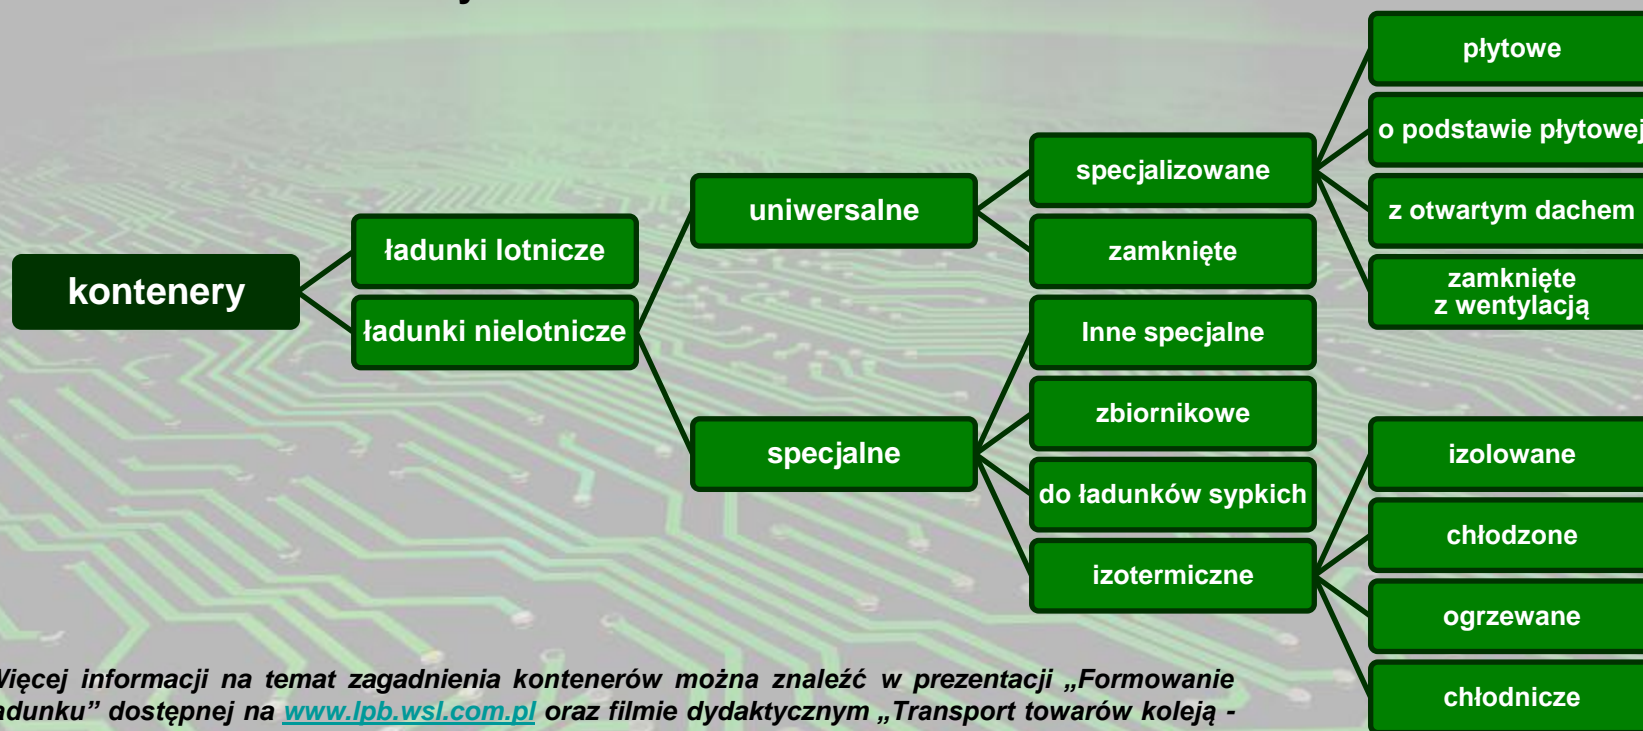 kontenery
ładunki lotnicze
ładunki nielotnicze
uniwersalne
specjalne
specjalizowane
zamknięte
Inne specjalne
zbiornikowe
do ładunków sypkich
izotermiczne
płytowe
o podstawie płytowej
z otwartym dachem
zamknięte
z wentylacją
izolowane
chłodzone
ogrzewane
chłodnicze
Więcej informacji na temat zagadnienia kontenerów można znaleźć w prezentacji „Formowanie
adunku” dostępnej na www.lpb.wsl.com.pl oraz filmie dydaktycznym „Transport towarów koleją -